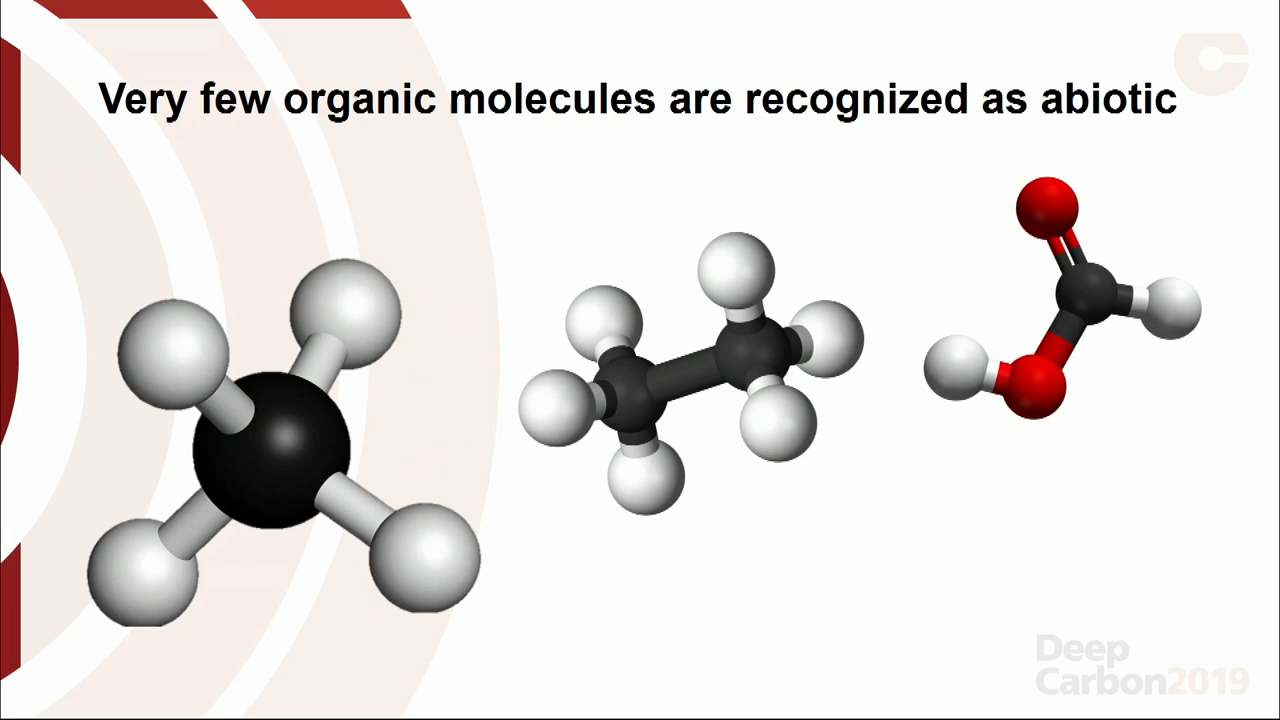 Very few organic molecules are recognized as abiotic
Deep
Carbon2019